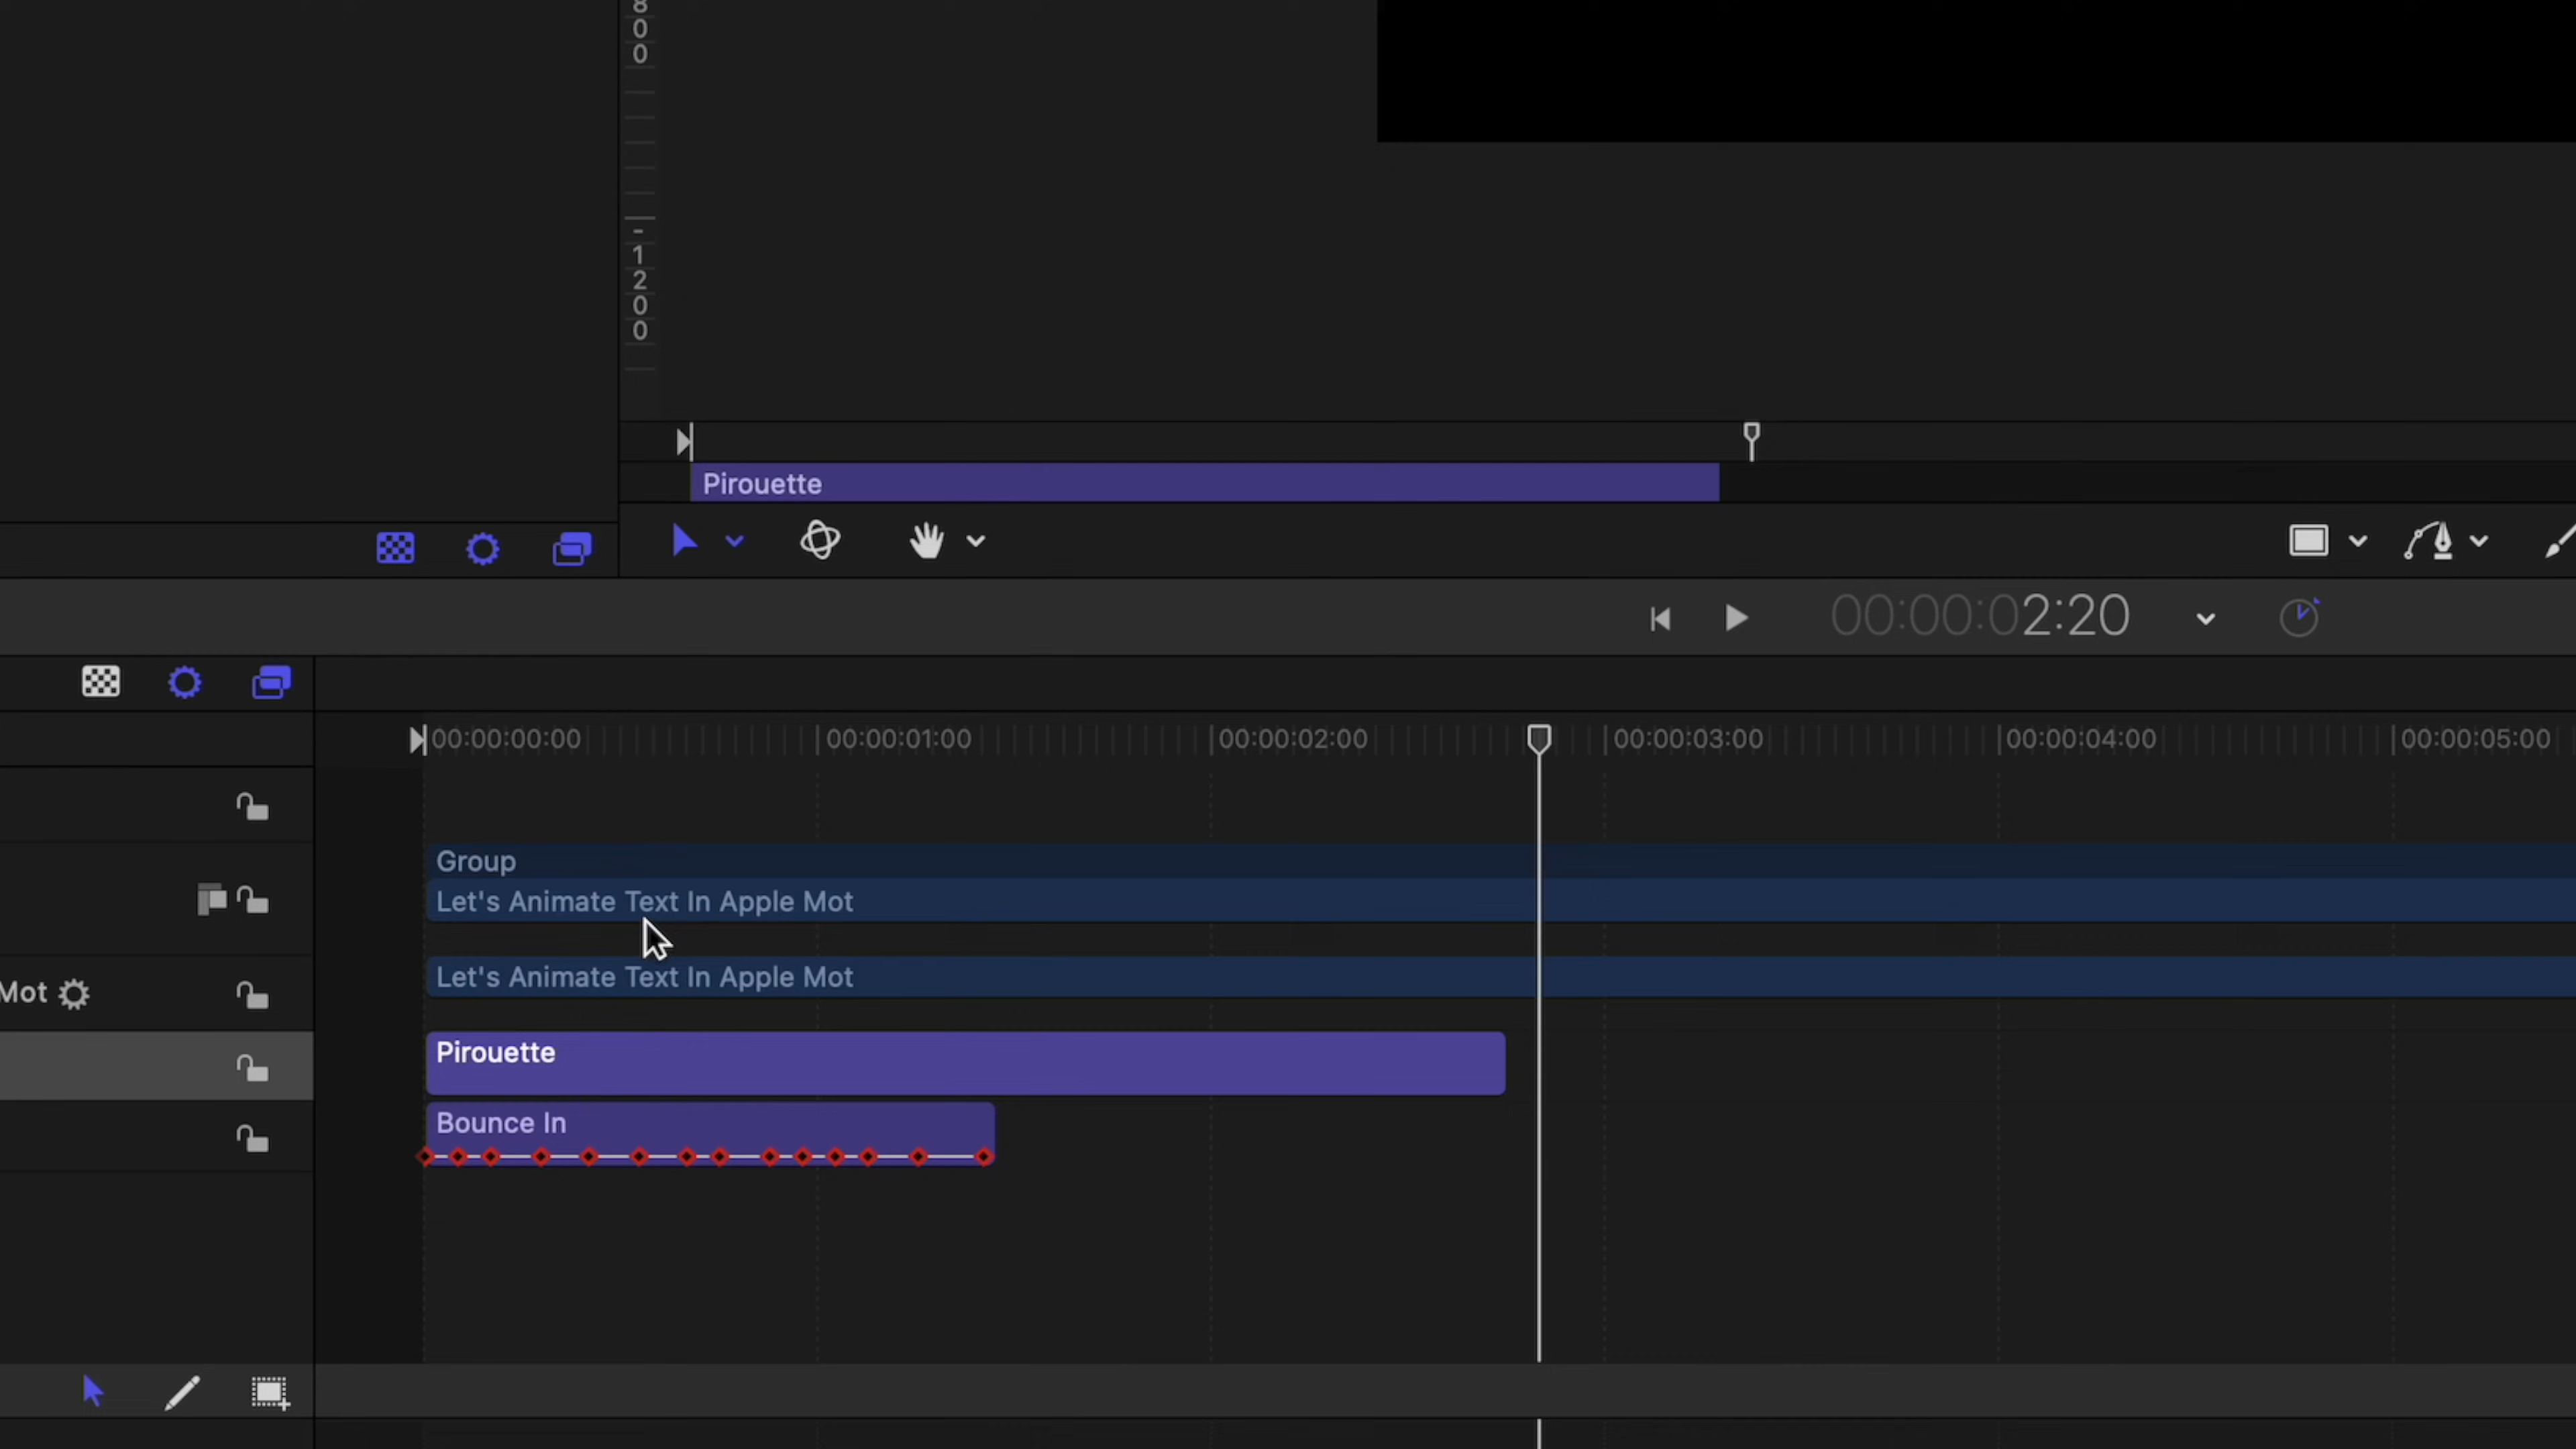 8
0
0
-
1
2
0
0
Pirouette
00:00:02:20
00:00:00:00
00:00:01:00
00:00:02:00
00:00:03:00
00:00:04:00
00:00:05:00
Group
Let's Animate Text In Apple Mot
Mot
Let's Animate Text In Apple Mot
Pirouette
Bounce In